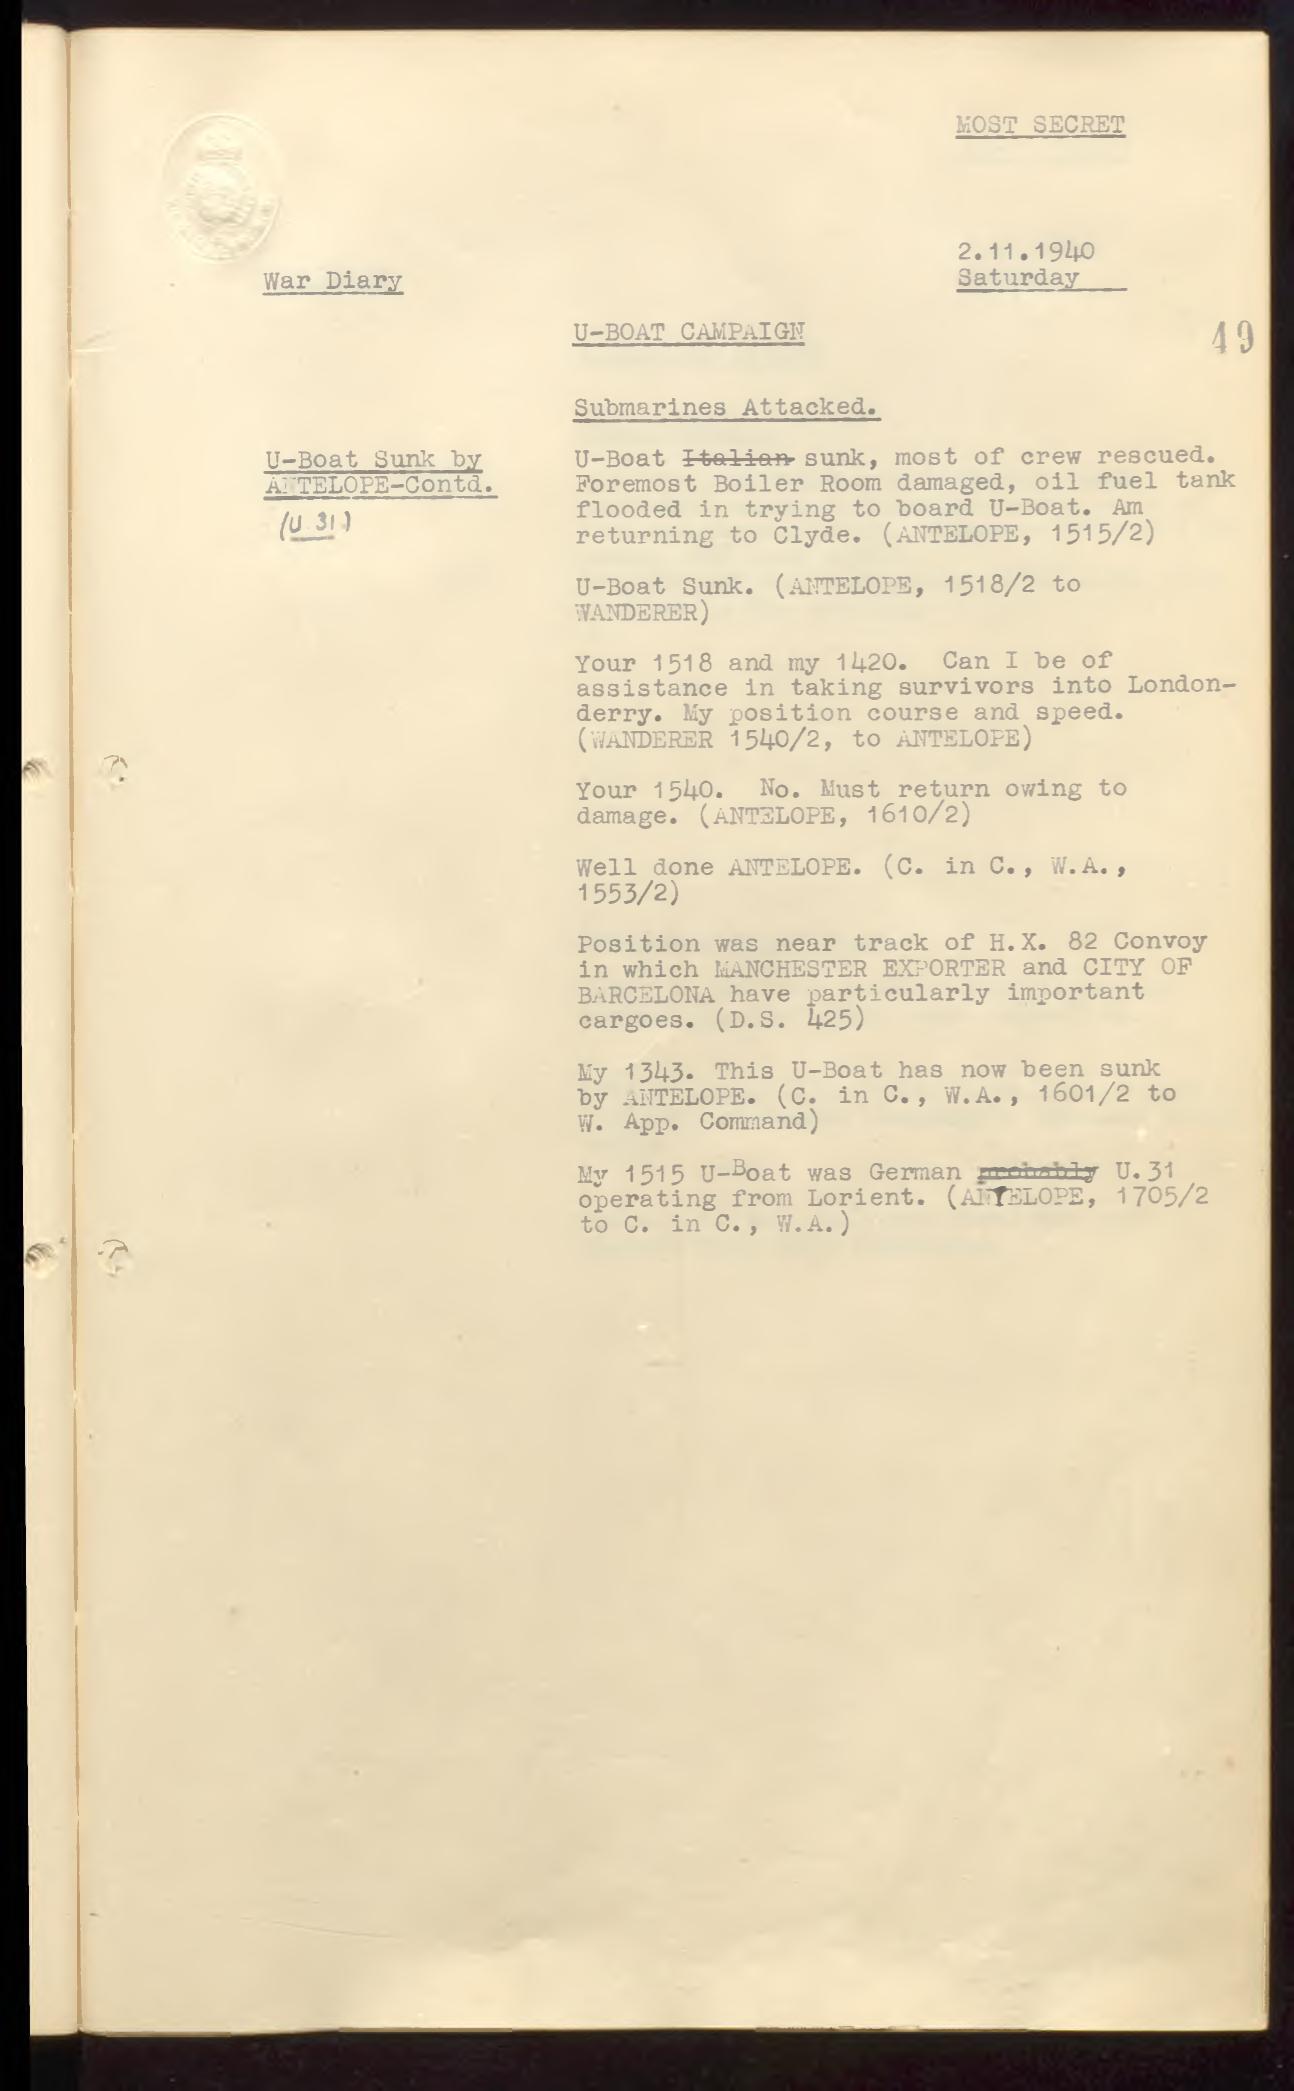 MOST SECRET
2.11.1940
Saturday
War Diary
U-BOAT CAMPAIGN
49
Submarines Attacked.
U-Boat Sunk by
ANTELOPE-Contd.
(U 31)
U-Boat Italian sunk, most of crew rescued.
Foremost Boiler Room damaged, oil fuel tank
flooded in trying to board U-Boat. Am
returning to Clyde. (ANTELOPE, 1515/2)
U-Boat Sunk. (ANTELOPE, 1518/2 to
WANDERER)
Your 1518 and my 1420. Can I be of
assistance in taking survivors into London-
derry. My position course and speed.
(WANDERER 1540/2, to ANTELOPE)
Your 1540. No. Must return owing to
damage. (ANTELOPE, 1610/2)
Well done ANTELOPE. (C. in C., W.A.,
1553/2)
Position was near track of H.X. 82 Convoy
in which MANCHESTER EXPORTER and CITY OF
BARCELONA have particularly important
cargoes. (D.S. 425)
My 1343. This U-Boat has now been sunk
by ANTELOPE. (C. in C., W.A., 1601/2 to
W. App. Command)
My 1515 U-Boat was German probably U.31
operating from Lorient. (ANTELOPE, 1705/2
to C. in C., W.A.)